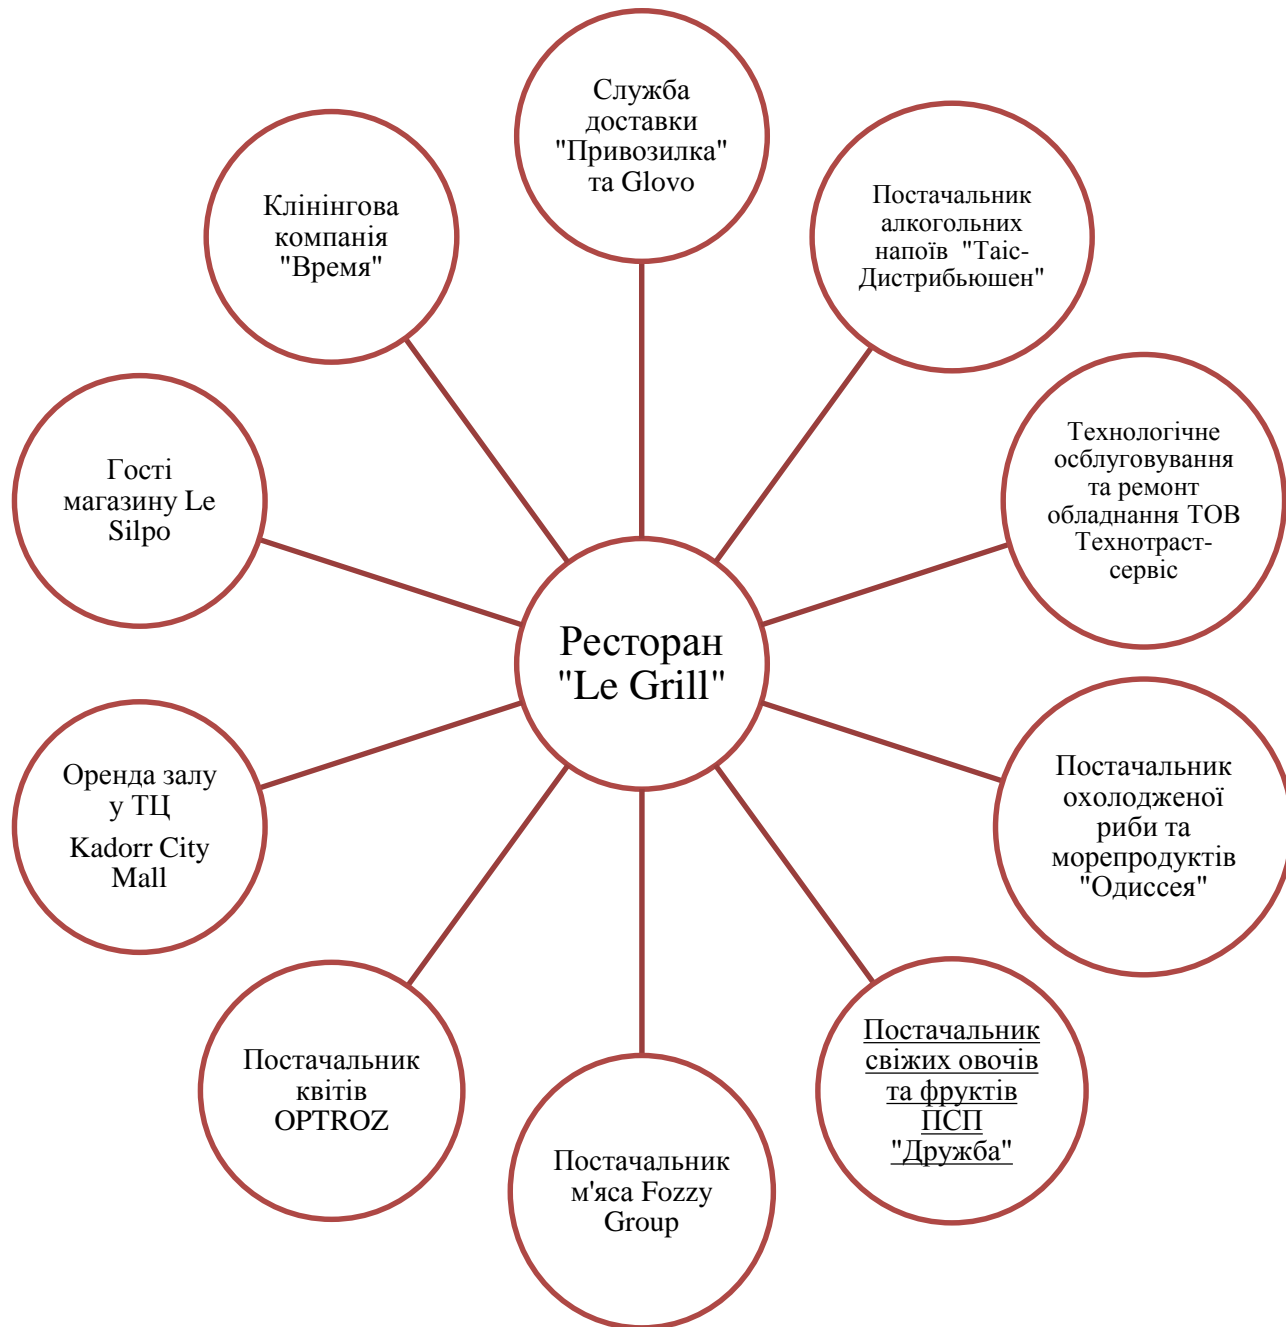 Служба
доставки
"Привозилка"
та Glovo
Постачальник
алкогольних
напоїв "Таіс-
Дистрибьюшен"
Технологічне
осблуговування
та ремонт
обладнання ТОВ
Технотраст-
сервіс
Постачальник
охолодженої
риби та
морепродуктів
"Одиссея"
Постачальник
свіжих овочів
та фруктів
ПСП
"Дружба"
Постачальник
м'яса Fozzy
Group
Постачальник
квітів
OPTROZ
Оренда залу
у ТЦ
Kadorr City
Mall
Гості
магазину Le
Silpo
Клінінгова
компанія
"Время"
Ресторан
"Le Grill"